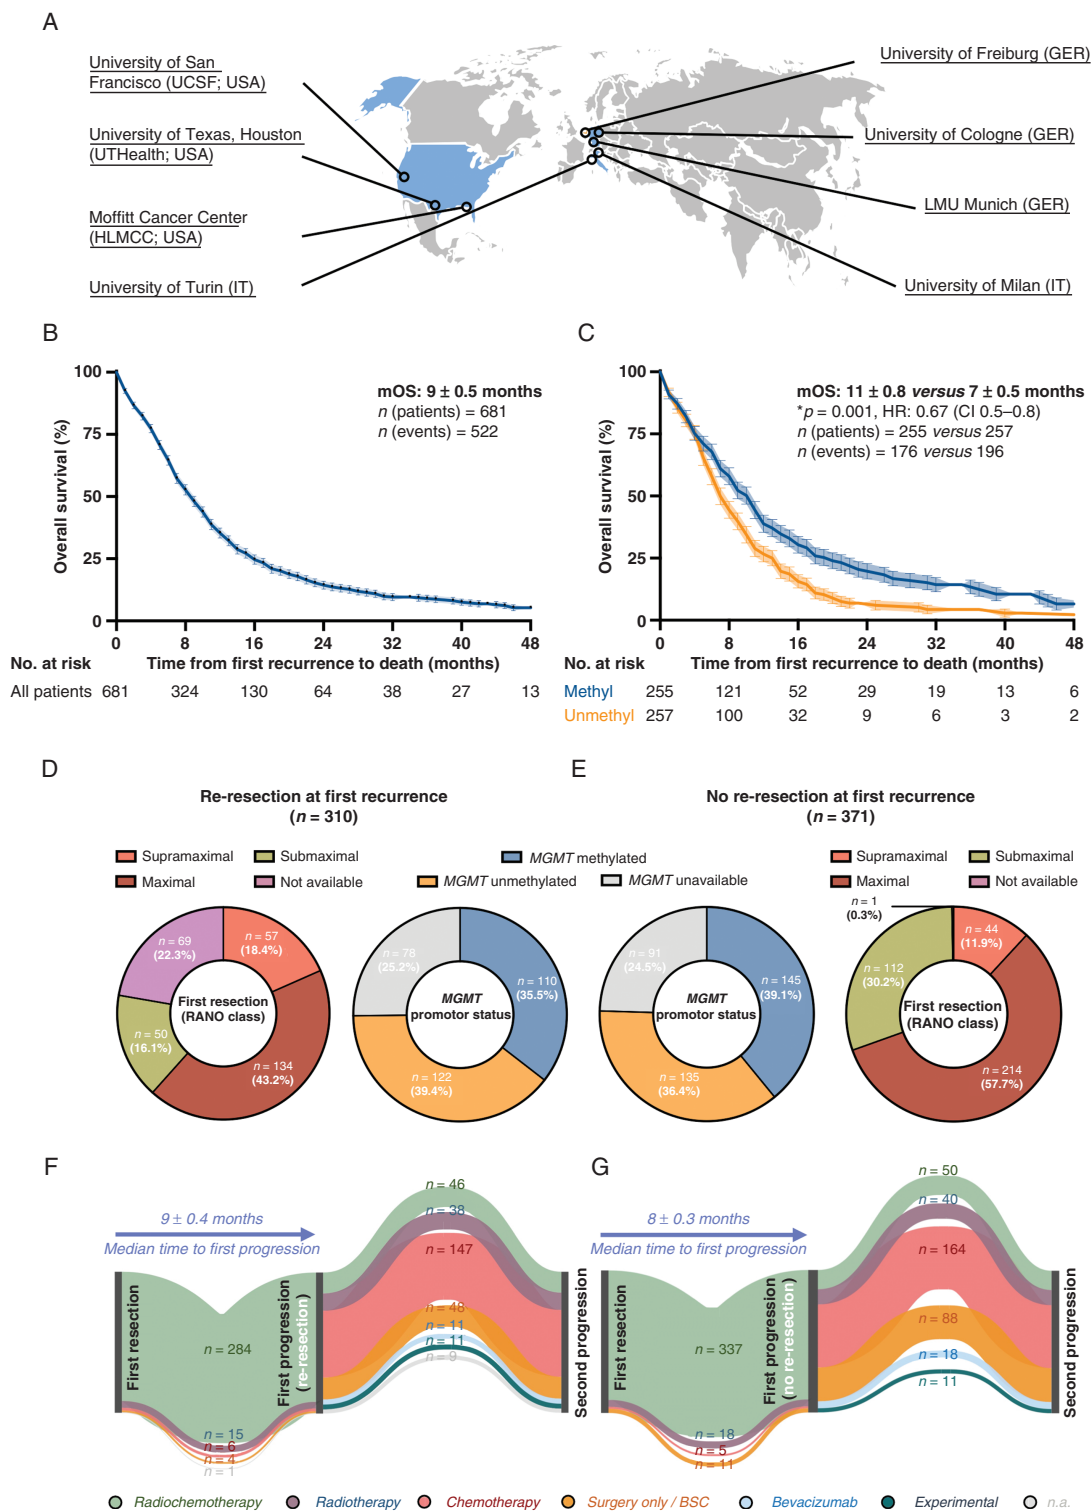 A
University of San
Francisco (UCSF; USA)
University of Texas, Houston
(UTHealth; USA)
Moffitt Cancer Center
(HLMCC; USA)
University of Turin (IT)
University of Freiburg (GER)
University of Cologne (GER)
LMU Munich (GER)
University of Milan (IT)
B
100
75
50
25
0
Overall survival (%)
mOS: 9 ± 0.5 months
n (patients) = 681
n (events) = 522
0 8 16 24 32 40 48
No. at risk Time from first recurrence to death (months)
All patients 681 324 130 64 38 27 13
C
100
75
50
25
0
Overall survival (%)
mOS: 11 ± 0.8 versus 7 ± 0.5 months
*p = 0.001, HR: 0.67 (CI 0.5–0.8)
n (patients) = 255 versus 257
n (events) = 176 versus 196
0 8 16 24 32 40 48
No. at risk Time from first recurrence to death (months)
Methyl 255 121 52 29 19 13 6
Unmethyl 257 100 32 9 6 3 2
D
Re-resection at first recurrence
(n = 310)
E
No re-resection at first recurrence
(n = 371)
Supramaximal Submaximal
Maximal Not available
MGMT methylated
MGMT unmethylated MGMT unavailable
Supramaximal Submaximal
Maximal Not available
n = 69
(22.3%)
n = 57
(18.4%)
n = 50
(16.1%)
n = 134
(43.2%)
First resection
(RANO class)
n = 78
(25.2%)
n = 110
(35.5%)
n = 122
(39.4%)
MGMT
promotor status
n = 91
(24.5%)
n = 145
(39.1%)
n = 135
(36.4%)
MGMT
promotor status
n = 1
(0.3%)
n = 44
(11.9%)
n = 112
(30.2%)
n = 214
(57.7%)
First resection
(RANO class)
F
9 ± 0.4 months
Median time to first progression
First resection
n = 284
n = 15
n = 6
n = 4
n = 1
First progression
(re-resection)
n = 46
n = 38
n = 147
n = 48
n = 11
n = 11
n = 9
Second progression
G
8 ± 0.3 months
Median time to first progression
First resection
n = 337
n = 18
n = 5
n = 11
First progression
(no re-resection)
n = 50
n = 40
n = 164
n = 88
n = 18
n = 11
Second progression
Radiochemotherapy Radiotherapy Chemotherapy Surgery only / BSC Bevacizumab Experimental n.a.